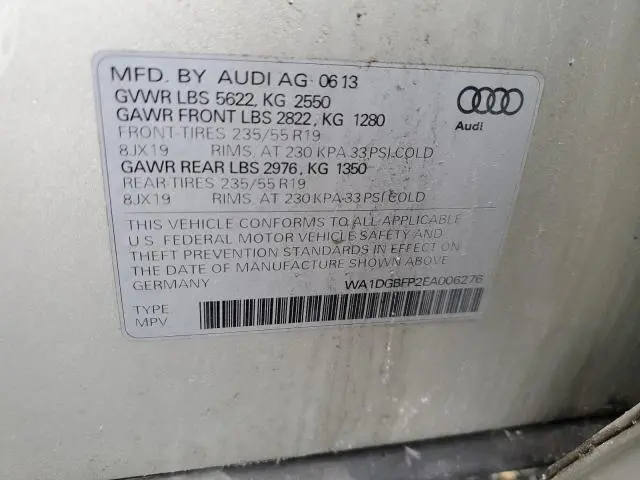 MFD. BY AUDI AG 0613
GVWR LBS 5622, KG 2550
GAWR FRONT LBS 2822, KG 1280
FRONT-TIRES 235/55 R19
8JX19 RIMS, AT 230 KPA 33 PSI COLD
GAWR REAR LBS 2976, KG 1350
REAR-TIRES 235/55 R19
8JX19 RIMS, AT 230 KPA 33 PSI COLD
Audi
THIS VEHICLE CONFORMS TO ALL APPLICABLE
U.S. FEDERAL MOTOR VEHICLE SAFETY AND
THEFT PREVENTION STANDARDS IN EFFECT ON
THE DATE OF MANUFACTURE SHOWN ABOVE
GERMANY WA1DGBFP2EA006276
TYPE
MPV